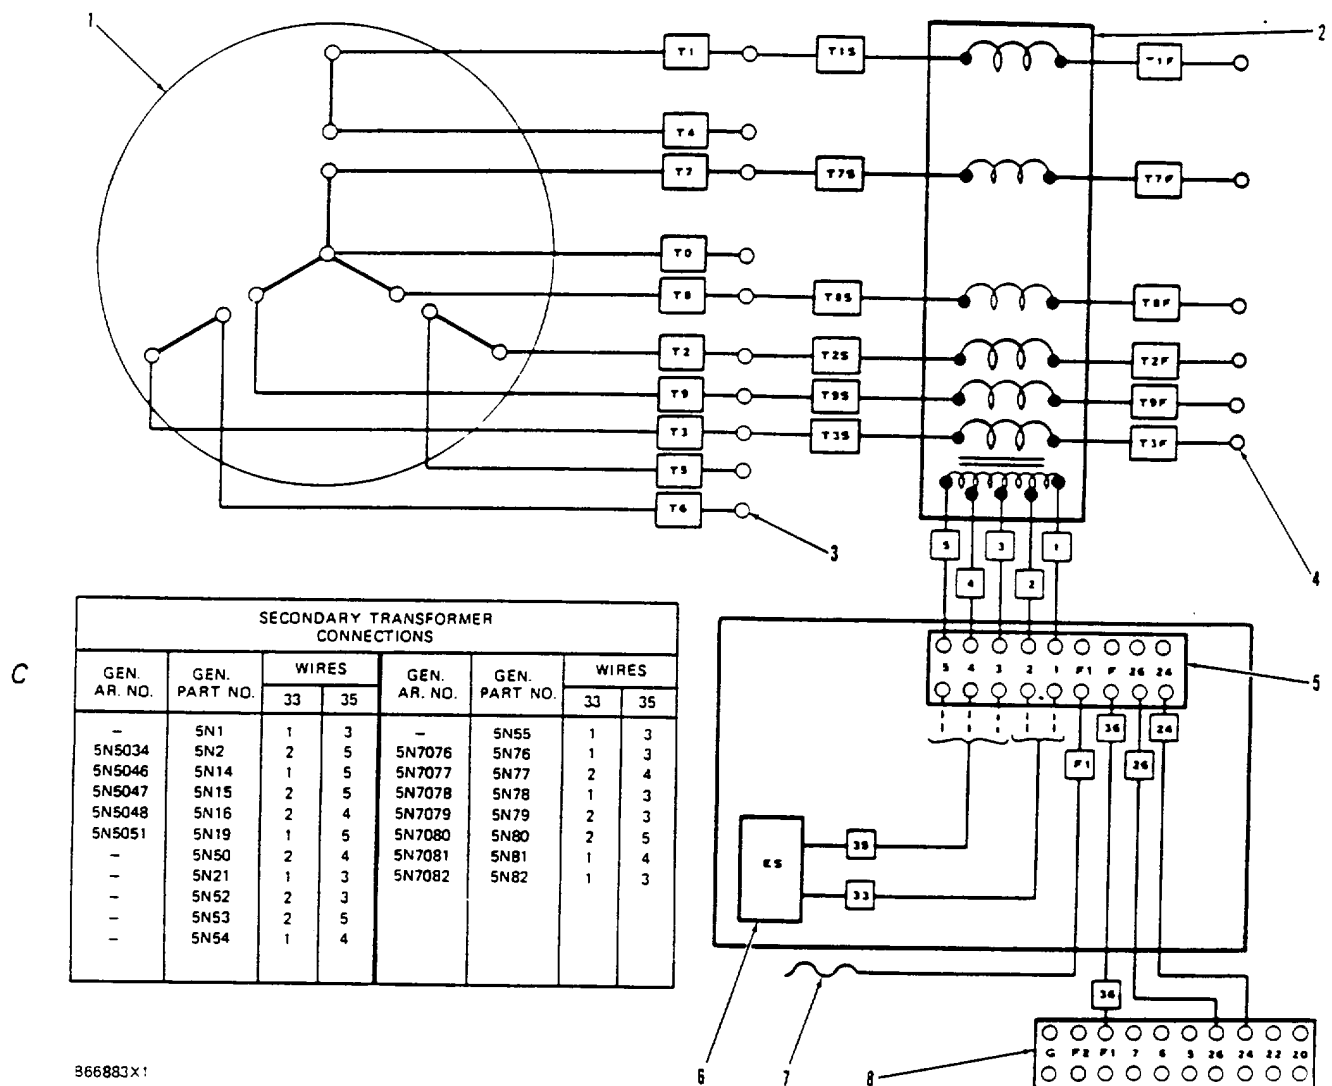 1
2
T1
T1S
T1F
T4
T7
T7S
T7F
T0
T8
T8S
T8F
T2
T2S
T2F
T9
T9S
T9F
T3
T3S
T3F
T5
T6
3
4
5
3
1
4
2
SECONDARY TRANSFORMER
CONNECTIONS
GEN. AR. NO. GEN. PART NO. WIRES 33 35 GEN. AR. NO. GEN. PART NO. WIRES 33 35
– 5N1 1 3 – 5N55 1 3
5N5034 5N2 2 5 5N7076 5N76 1 3
5N5046 5N14 1 5 5N7077 5N77 2 4
5N5047 5N15 2 5 5N7078 5N78 1 3
5N5048 5N16 2 4 5N7079 5N79 2 3
5N5051 5N19 1 5 5N7080 5N80 2 5
– 5N50 2 4 5N7081 5N81 1 4
– 5N21 1 3 5N7082 5N82 1 3
– 5N52 2 3
– 5N53 2 5
– 5N54 1 4
C
5 4 3 2 1 F1 F 26 24
5
36
24
F1
26
ES
35
33
36
6
7
8
G F2 F1 7 6 5 26 24 22 20
B66883X1